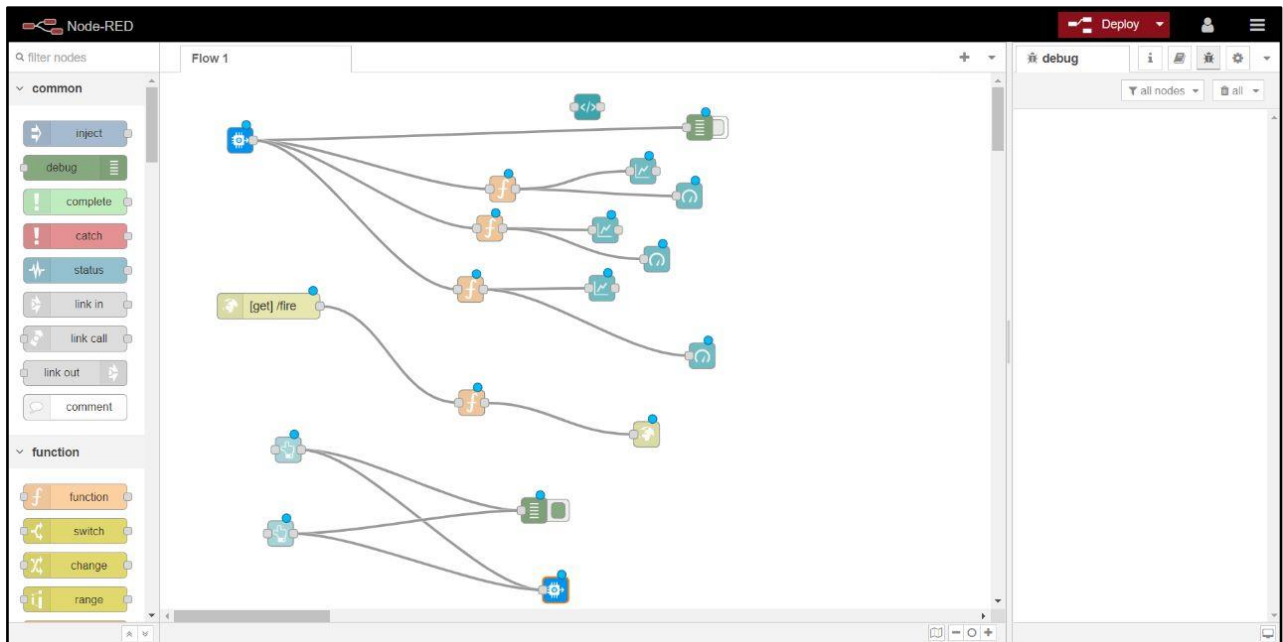 Node-RED
Deploy
filter nodes
Flow 1
debug
all nodes
all
common
inject
debug
complete
catch
status
link in
link call
link out
comment
function
function
switch
change
range
[get] /fire